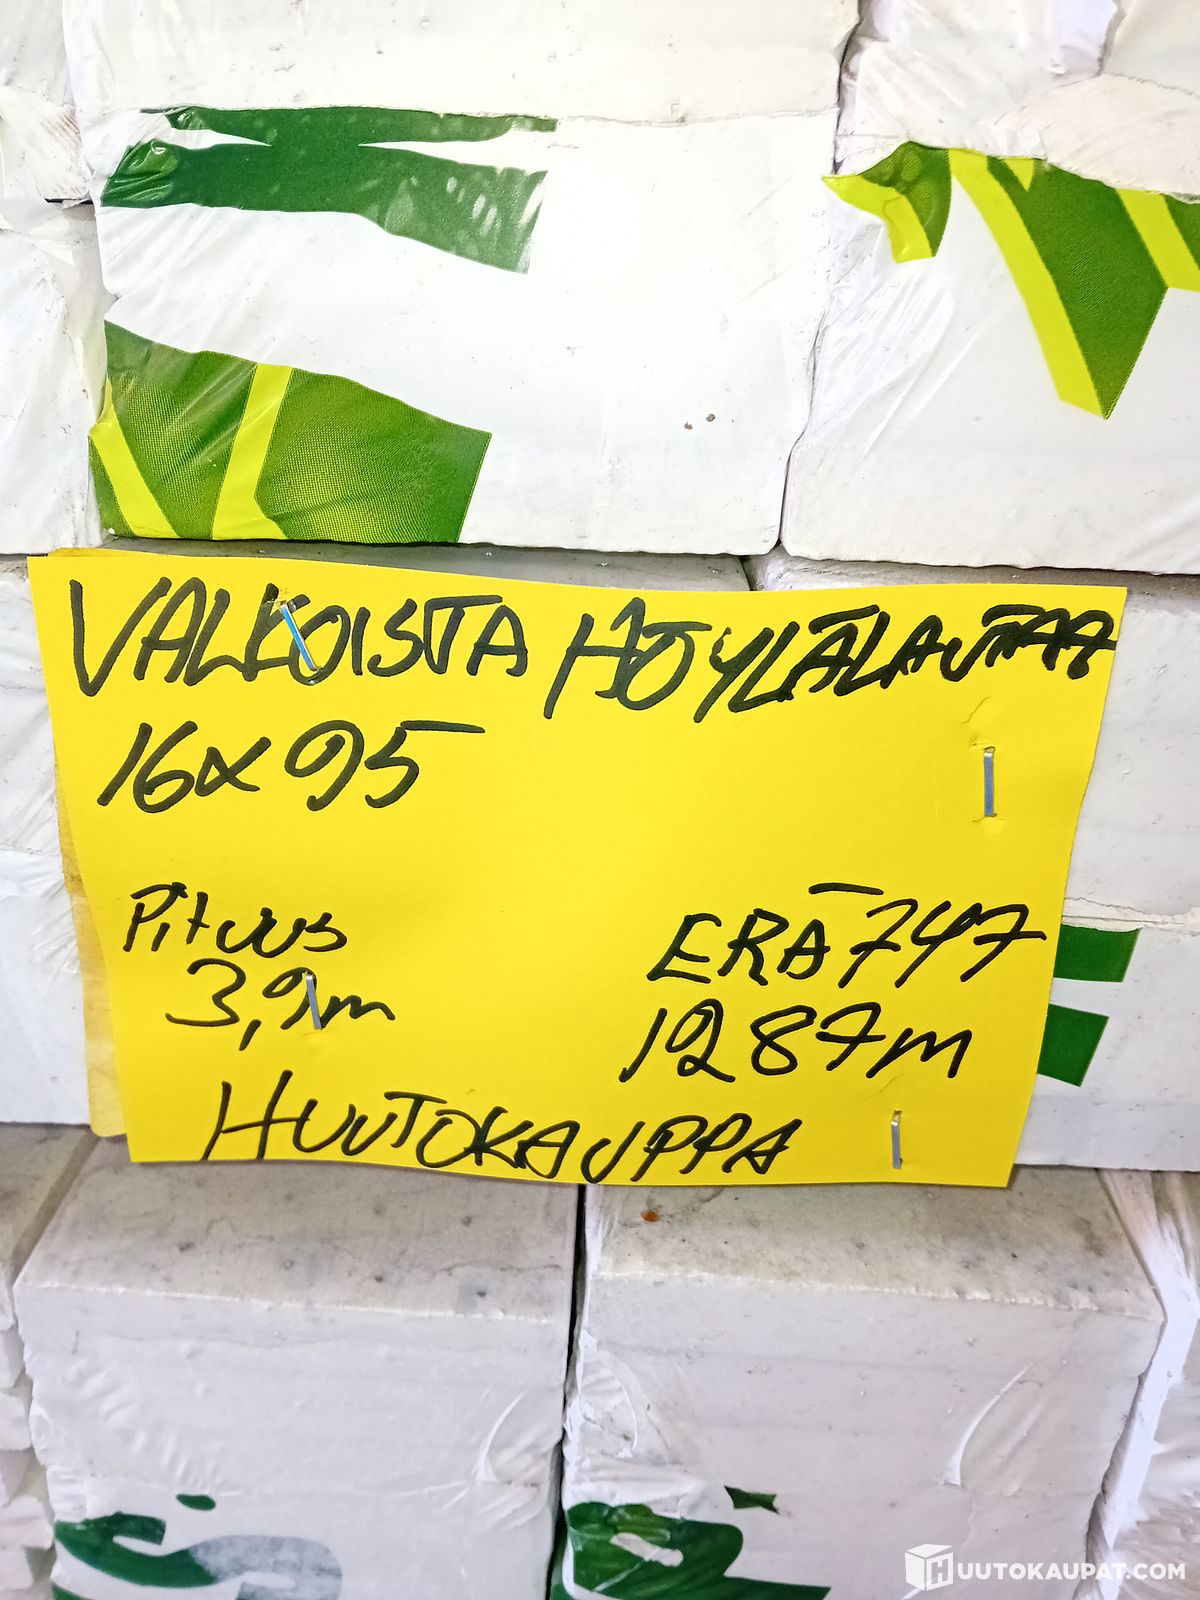 VALKOISTA HÖYLÄLAUTAA
16x95
Pituus
3,9m
ERÄ 747
1287m
HUUTOKAUPPA
HUUTOKAUPAT.COM